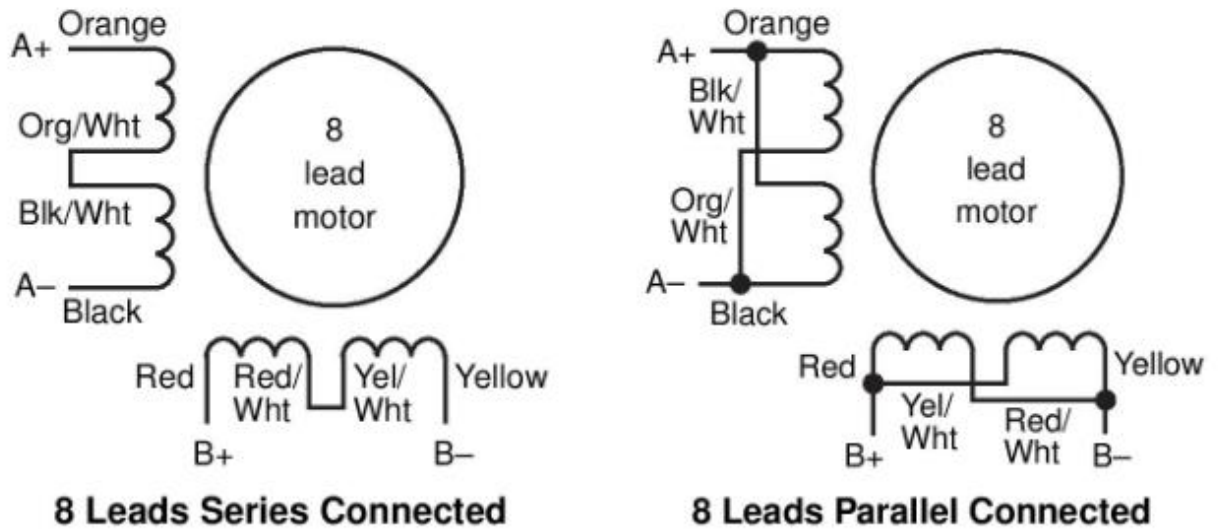 Orange
A+
Org/Wht
Blk/Wht
A–
Black
8
lead
motor
Red
Red/
Wht
Yel/
Wht
Yellow
B+
B–
8 Leads Series Connected
Orange
A+
Blk/
Wht
Org/
Wht
A–
Black
8
lead
motor
Red
Yel/
Wht
Red/
Wht
Yellow
B+
B–
8 Leads Parallel Connected